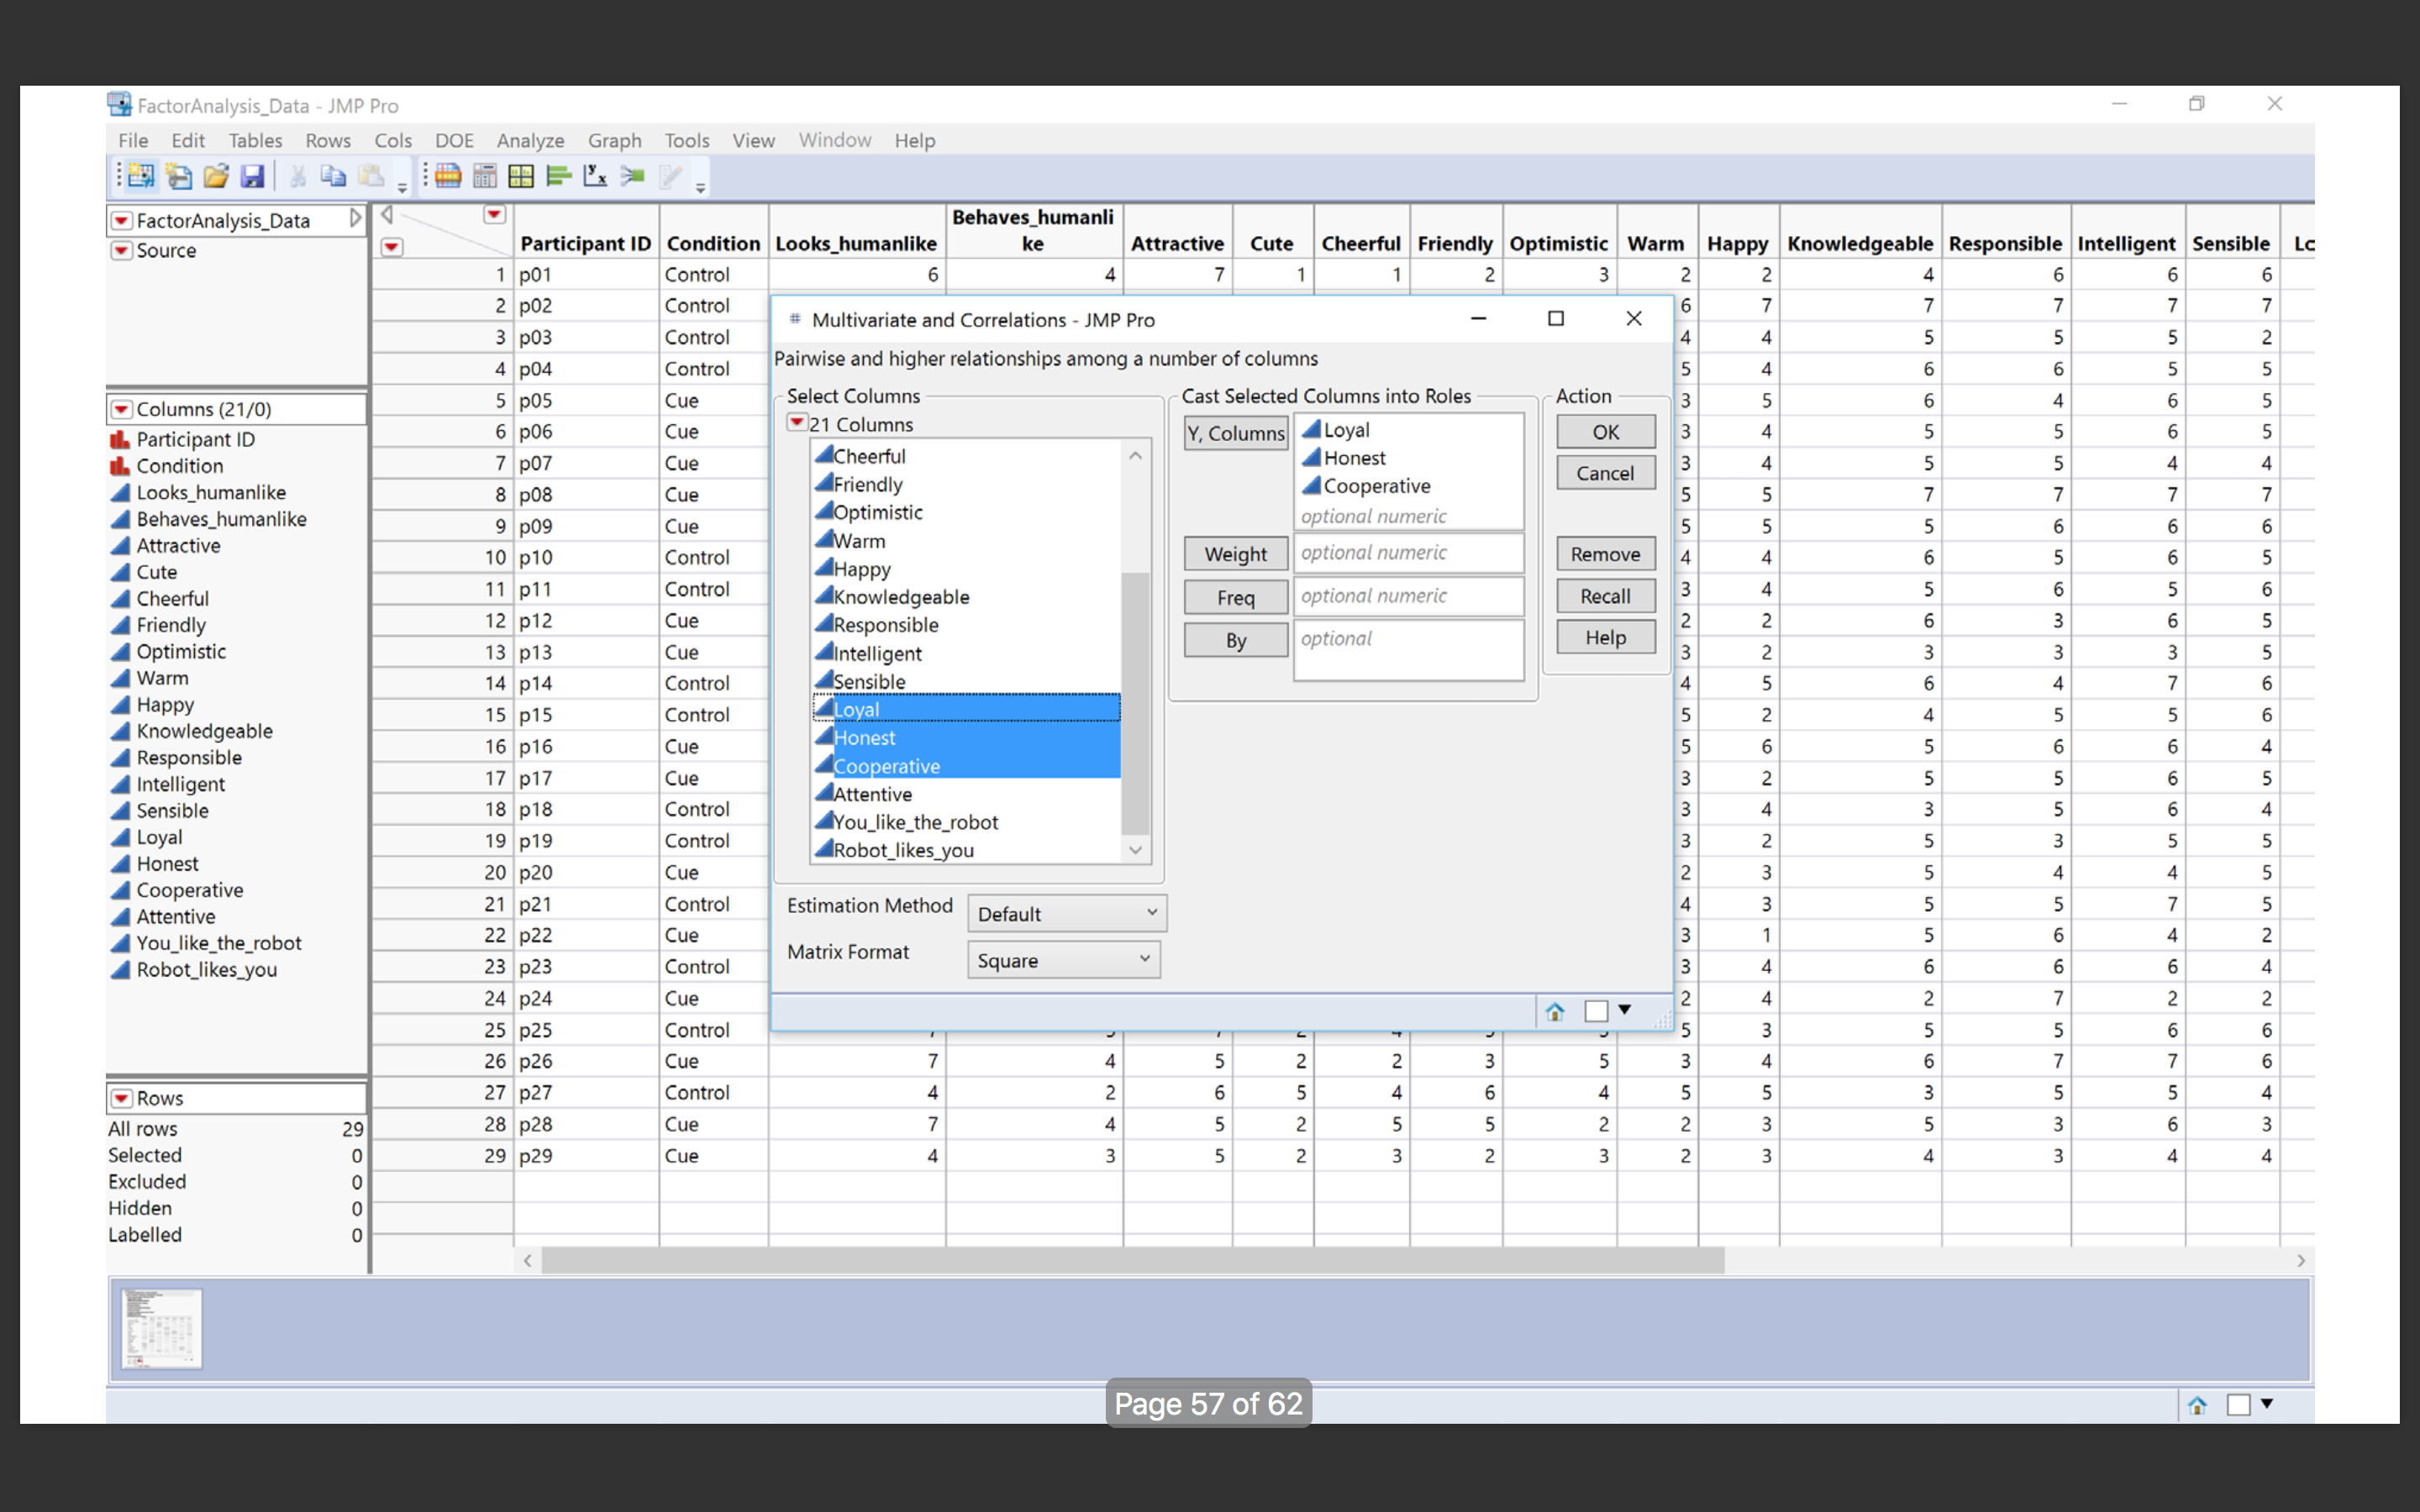 FactorAnalysis_Data - JMP Pro
File Edit Tables Rows Cols DOE Analyze Graph Tools View Window Help
FactorAnalysis_Data
Source
Columns (21/0)
Participant ID
Condition
Looks_humanlike
Behaves_humanlike
Attractive
Cute
Cheerful
Friendly
Optimistic
Warm
Happy
Knowledgeable
Responsible
Intelligent
Sensible
Loyal
Honest
Cooperative
Attentive
You_like_the_robot
Robot_likes_you
Rows
All rows 29
Selected 0
Excluded 0
Hidden 0
Labelled 0
Participant ID Condition Looks_humanlike Behaves_humanlike Attractive Cute Cheerful Friendly Optimistic Warm Happy Knowledgeable Responsible Intelligent Sensible
1 p01 Control 6 4 7 1 1 2 3 2 2 4 6 6 6
2 p02 Control 6 7 7 7 7 7
3 p03 Control 4 4 5 5 5 2
4 p04 Control 5 4 6 6 5 5
5 p05 Cue 3 5 6 4 6 5
6 p06 Cue 3 4 5 5 6 5
7 p07 Cue 3 4 5 5 4 4
8 p08 Cue 5 5 7 7 7 7
9 p09 Cue 5 5 5 6 6 6
10 p10 Control 4 4 6 5 6 5
11 p11 Control 3 4 5 6 5 6
12 p12 Cue 2 2 6 3 6 5
13 p13 Cue 3 2 3 3 3 5
14 p14 Control 4 5 6 4 7 6
15 p15 Control 5 2 4 5 5 6
16 p16 Cue 5 6 5 6 6 4
17 p17 Cue 3 2 5 5 6 5
18 p18 Control 3 4 3 5 6 4
19 p19 Control 3 2 5 3 5 5
20 p20 Cue 2 3 5 4 4 5
21 p21 Control 4 3 5 5 7 5
22 p22 Cue 3 1 5 6 4 2
23 p23 Control 3 4 6 6 6 4
24 p24 Cue 2 4 2 7 2 2
25 p25 Control 5 3 5 5 6 6
26 p26 Cue 7 4 5 2 2 3 5 3 4 6 7 7 6
27 p27 Control 4 2 6 5 4 6 4 5 5 3 5 5 4
28 p28 Cue 7 4 5 2 5 5 2 2 3 5 3 6 3
29 p29 Cue 4 3 5 2 3 2 3 2 3 4 3 4 4
Multivariate and Correlations - JMP Pro
Pairwise and higher relationships among a number of columns
Select Columns
21 Columns
Cheerful
Friendly
Optimistic
Warm
Happy
Knowledgeable
Responsible
Intelligent
Sensible
Loyal
Honest
Cooperative
Attentive
You_like_the_robot
Robot_likes_you
Estimation Method Default
Matrix Format Square
Cast Selected Columns into Roles
Y, Columns
Loyal
Honest
Cooperative
optional numeric
Weight optional numeric
Freq optional numeric
By optional
Action
OK
Cancel
Remove
Recall
Help
Page 57 of 62